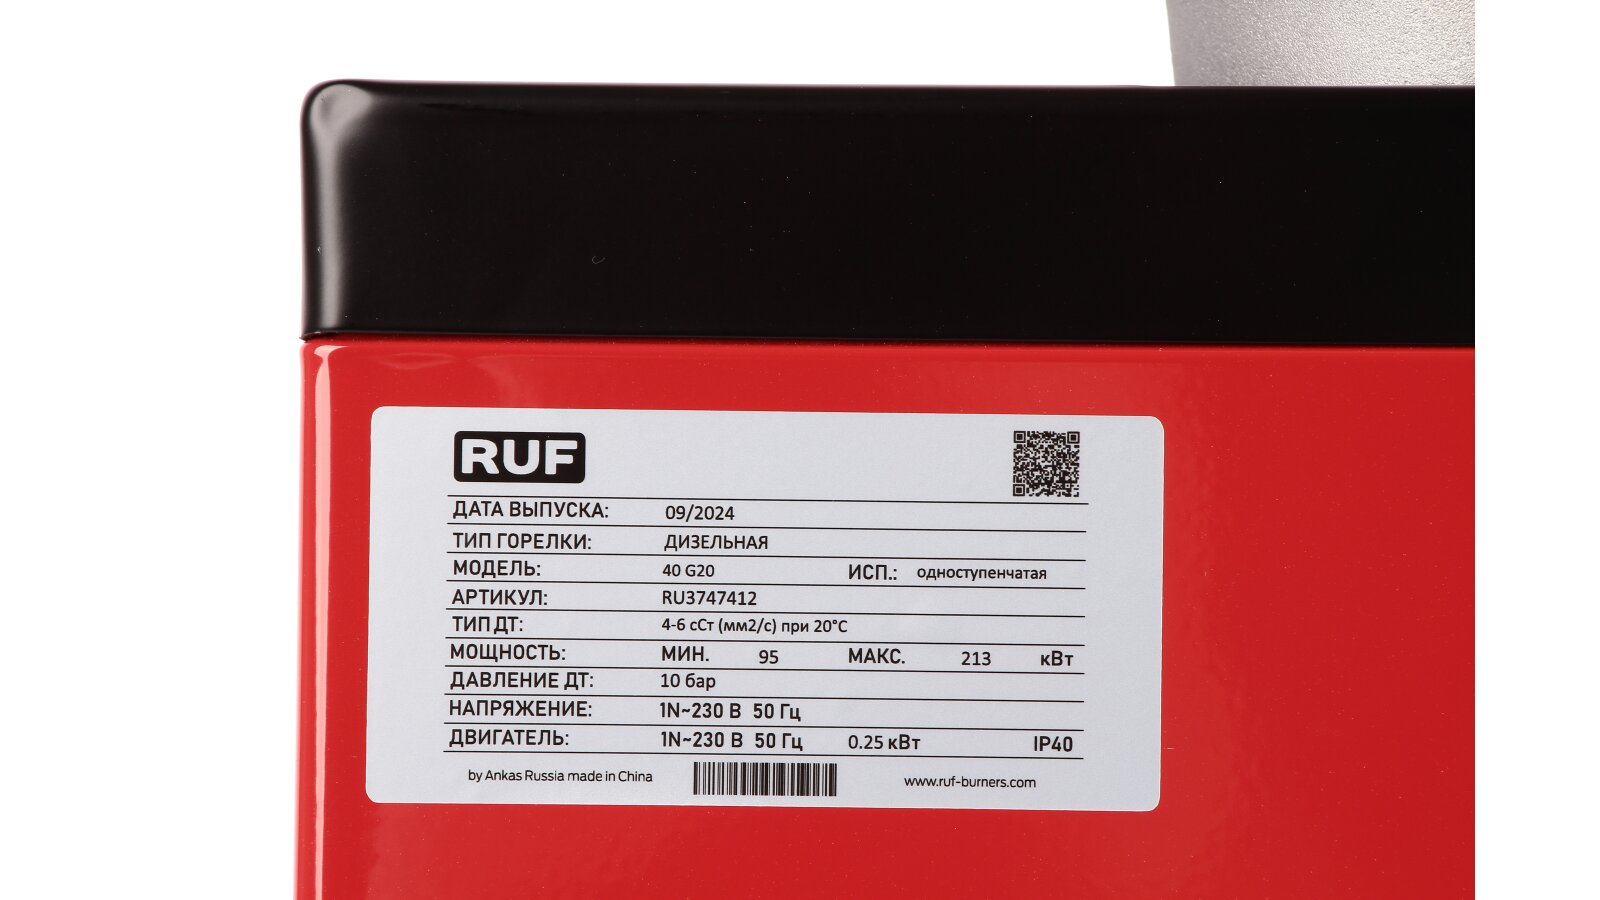 RUF
ДАТА ВЫПУСКА: 09/2024
ТИП ГОРЕЛКИ: ДИЗЕЛЬНАЯ
МОДЕЛЬ: 40 G20 ИСП.: одноступенчатая
АРТИКУЛ: RU3747412
ТИП ДТ: 4-6 сСт (мм2/с) при 20°C
МОЩНОСТЬ: МИН. 95 МАКС. 213 кВт
ДАВЛЕНИЕ ДТ: 10 бар
НАПРЯЖЕНИЕ: 1N~230 В 50 Гц
ДВИГАТЕЛЬ: 1N~230 В 50 Гц 0.25 кВт IP40
by Ankas Russia made in China www.ruf-burners.com